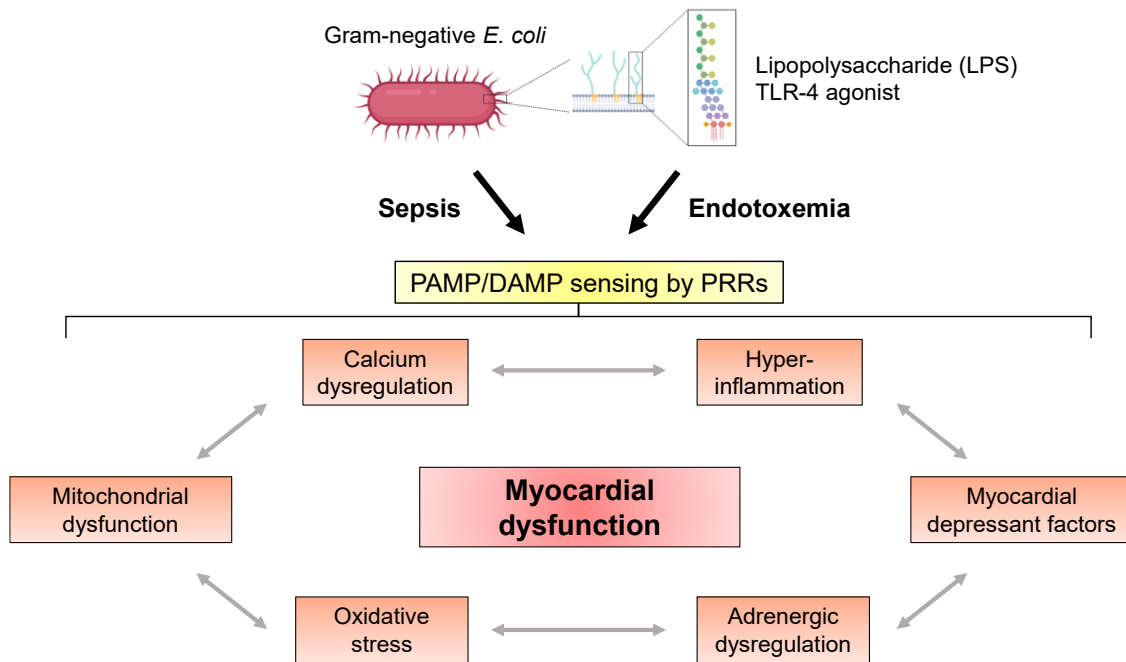 Gram-negative E. coli
Lipopolysaccharide (LPS)
TLR-4 agonist
Sepsis
Endotoxemia
PAMP/DAMP sensing by PRRs
Calcium
dysregulation
Hyper-
inflammation
Mitochondrial
dysfunction
Myocardial
dysfunction
Myocardial
depressant factors
Oxidative
stress
Adrenergic
dysregulation